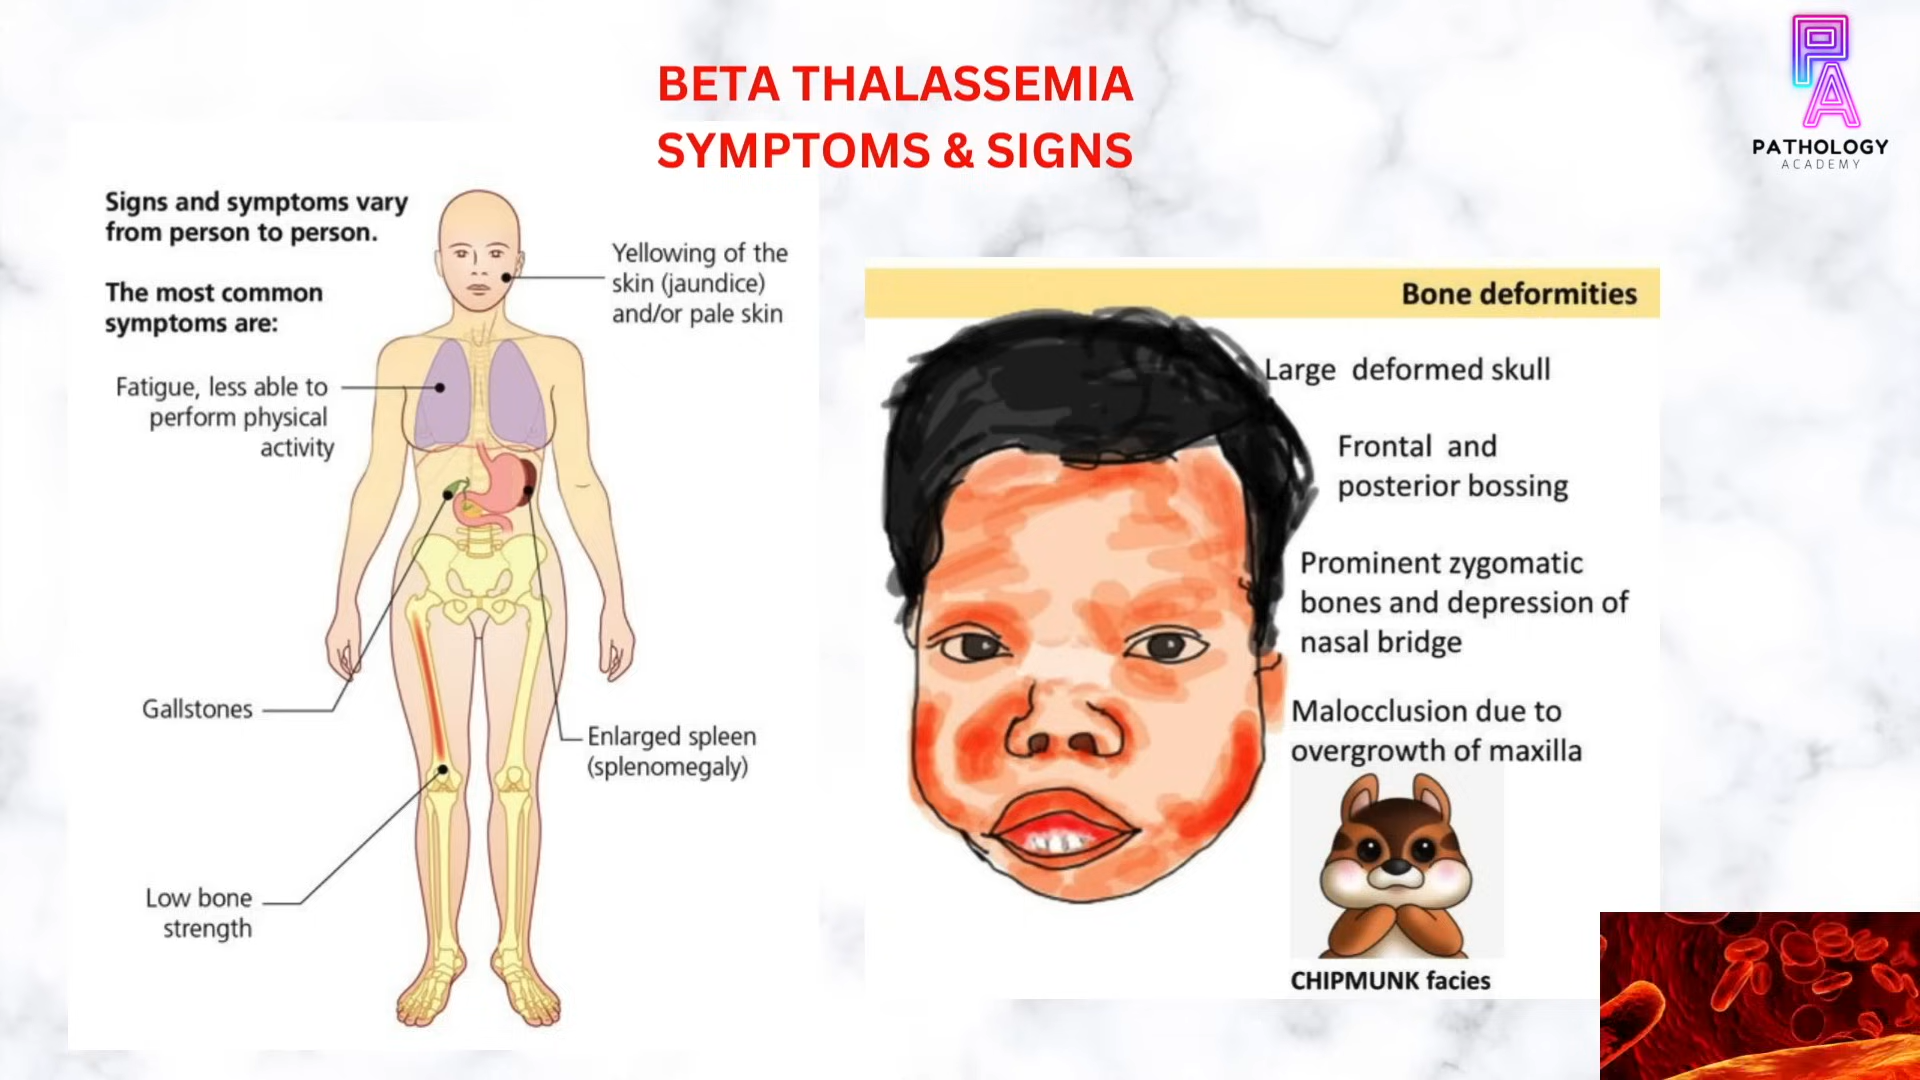 BETA THALASSEMIA
SYMPTOMS & SIGNS
PATHOLOGY
ACADEMY
Signs and symptoms vary
from person to person.
The most common
symptoms are:
Yellowing of the
skin (jaundice)
and/or pale skin
Fatigue, less able to
perform physical
activity
Gallstones
Enlarged spleen
(splenomegaly)
Low bone
strength
Bone deformities
Large deformed skull
Frontal and
posterior bossing
Prominent zygomatic
bones and depression of
nasal bridge
Malocclusion due to
overgrowth of maxilla
CHIPMUNK facies
PA